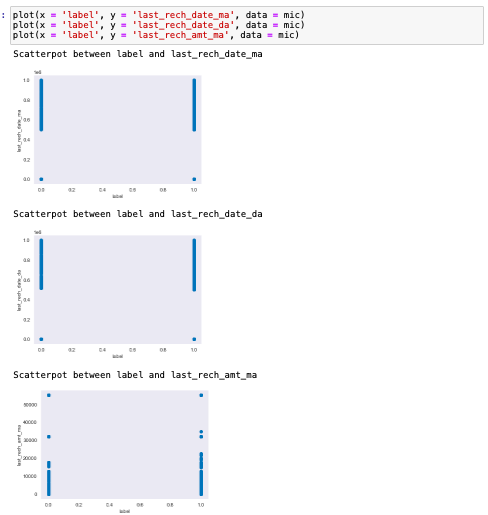 : plot(x = 'label', y = 'last_rech_date_ma', data = mic)
plot(x = 'label', y = 'last_rech_date_da', data = mic)
plot(x = 'label', y = 'last_rech_amt_ma', data = mic)
Scatterpot between label and last_rech_date_ma
1e6
1.0
0.8
0.6
0.4
0.2
0.0
last_rech_date_ma
0.0 0.2 0.4 0.6 0.8 1.0
label
Scatterpot between label and last_rech_date_da
1e6
1.0
0.8
0.6
0.4
0.2
0.0
last_rech_date_da
0.0 0.2 0.4 0.6 0.8 1.0
label
Scatterpot between label and last_rech_amt_ma
50000
40000
30000
20000
10000
0
last_rech_amt_ma
0.0 0.2 0.4 0.6 0.8 1.0
label